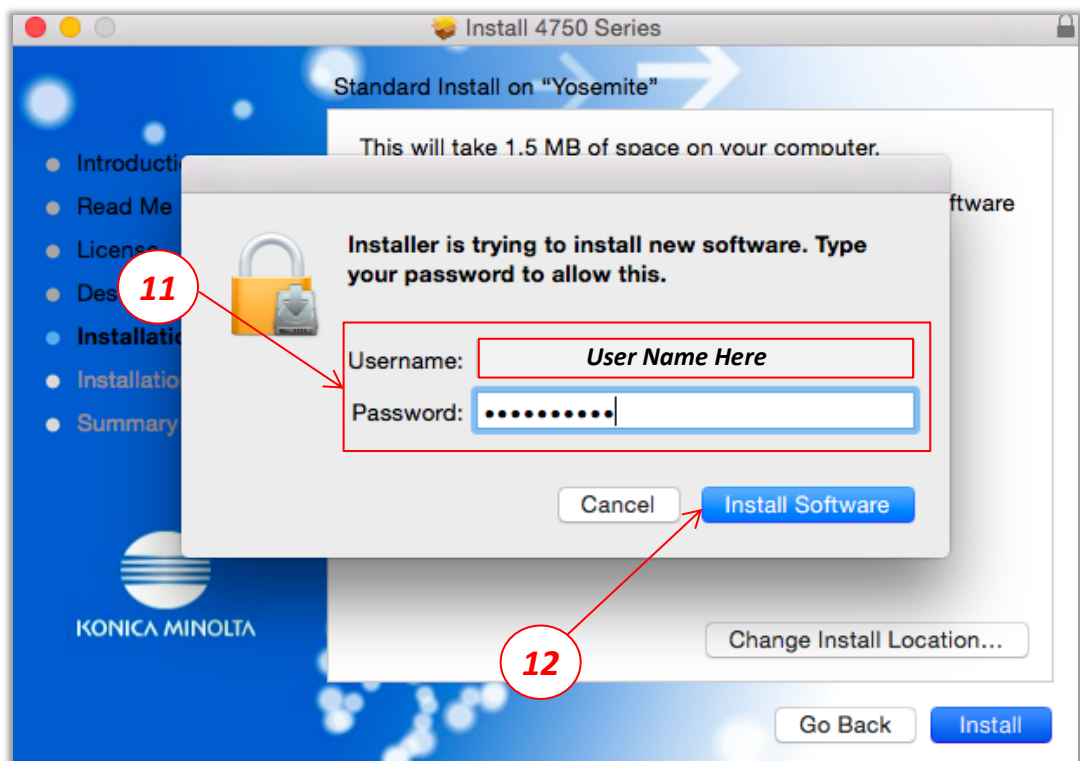 Install 4750 Series
Standard Install on “Yosemite”
This will take 1.5 MB of space on your computer.
ftware
Introducti
Read Me
License
Des
Installatio
Installatio
Summary
Installer is trying to install new software. Type
your password to allow this.
11
Username: User Name Here
Password: ••••••••••
Cancel Install Software
12
KONICA MINOLTA
Change Install Location...
Go Back Install